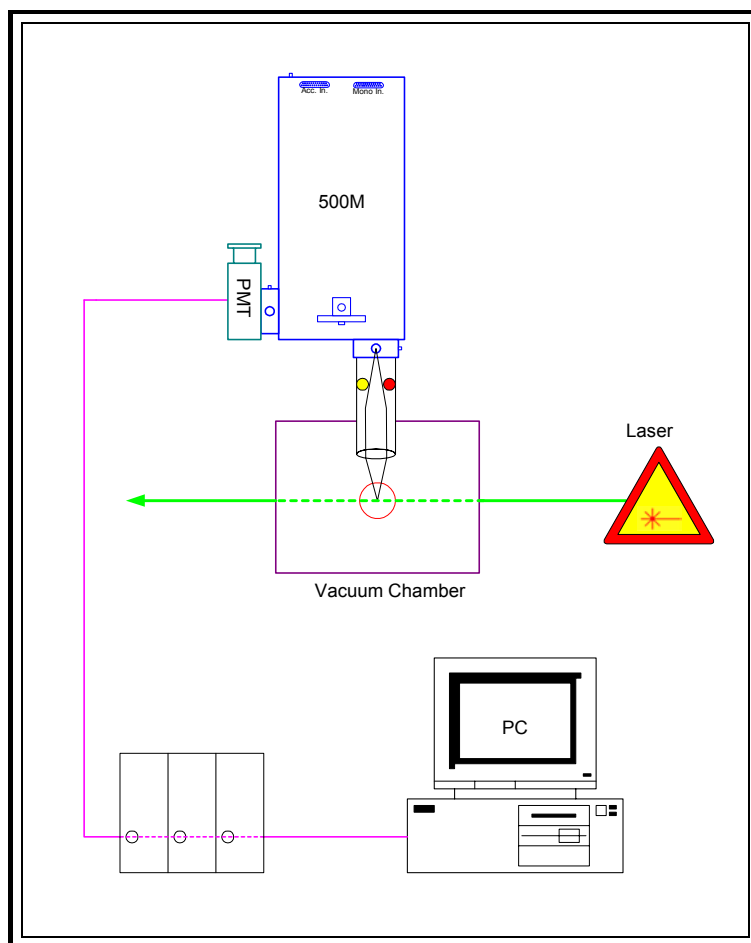 Acc. In.
Mono In.
500M
PMT
Laser
Vacuum Chamber
PC